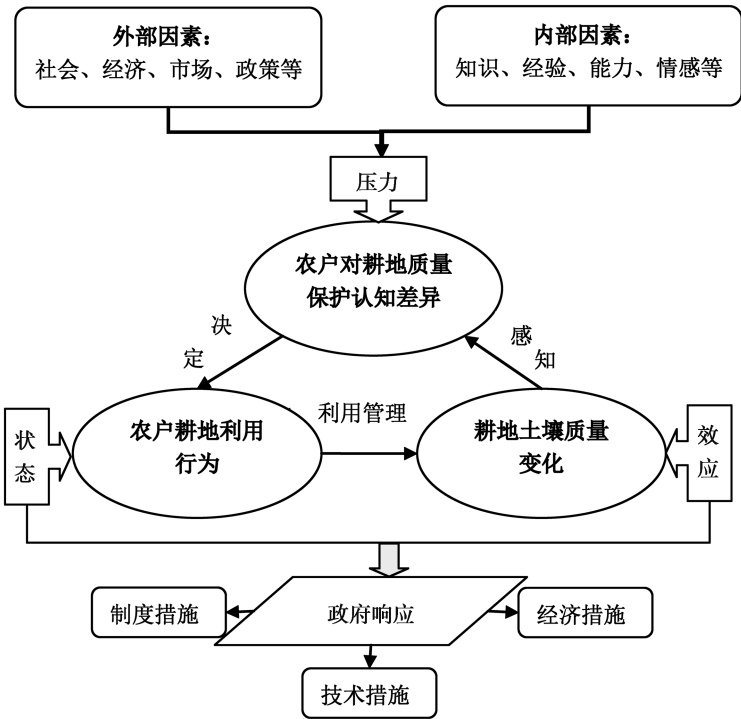 外部因素：
社会、经济、市场、政策等
内部因素：
知识、经验、能力、情感等
压力
农户对耕地质量
保护认知差异
决
定
感
知
状
态
农户耕地利用
行为
利用管理
耕地土壤质量
变化
效
应
制度措施
政府响应
经济措施
技术措施